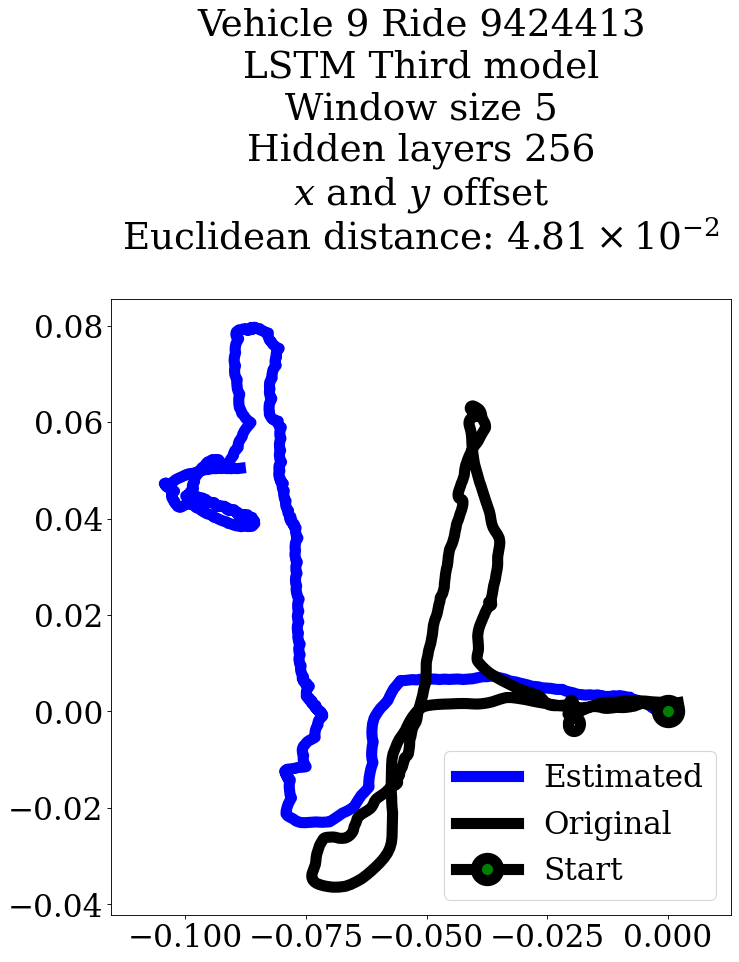 Vehicle 9 Ride 9424413
LSTM Third model
Window size 5
Hidden layers 256
x and y offset
Euclidean distance: 4.81 × 10⁻²
0.08
0.06
0.04
0.02
0.00
−0.02
−0.04
Estimated
Original
Start
−0.100 −0.075 −0.050 −0.025 0.000